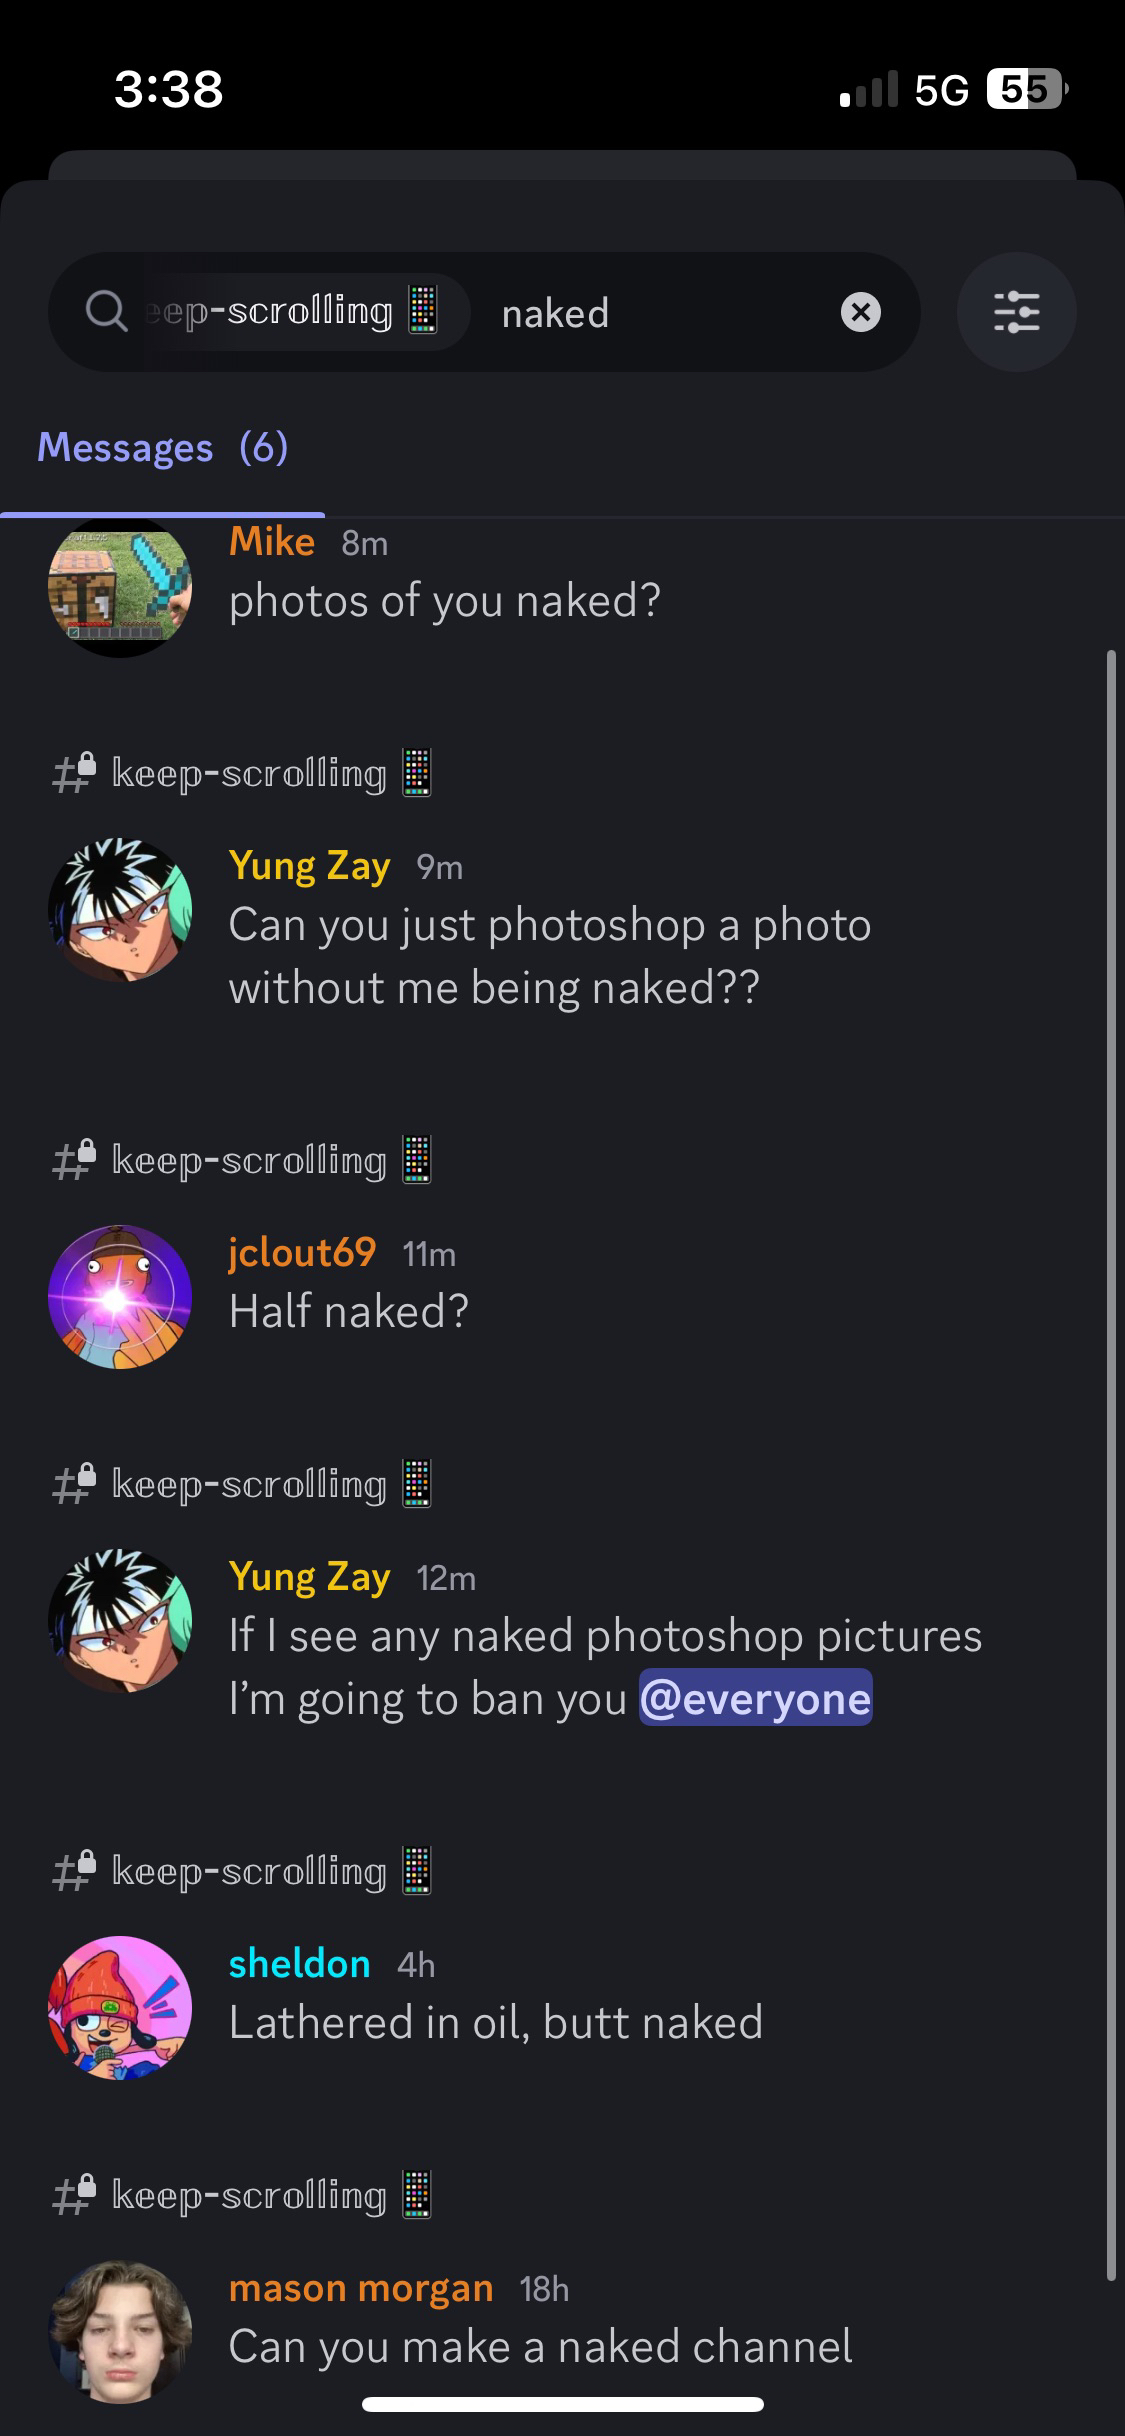 3:38
5G 55
eep-scrolling📱 naked
Messages (6)
Mike 8m
photos of you naked?
keep-scrolling📱
Yung Zay 9m
Can you just photoshop a photo
without me being naked??
keep-scrolling📱
jclout69 11m
Half naked?
keep-scrolling📱
Yung Zay 12m
If I see any naked photoshop pictures
I’m going to ban you @everyone
keep-scrolling📱
sheldon 4h
Lathered in oil, butt naked
keep-scrolling📱
mason morgan 18h
Can you make a naked channel